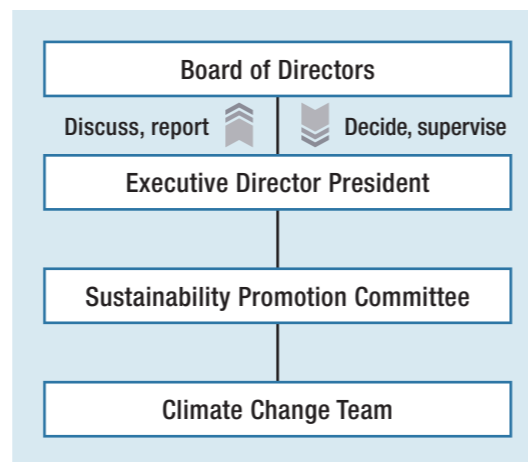 Board of Directors
Discuss, report
Decide, supervise
Executive Director President
Sustainability Promotion Committee
Climate Change Team